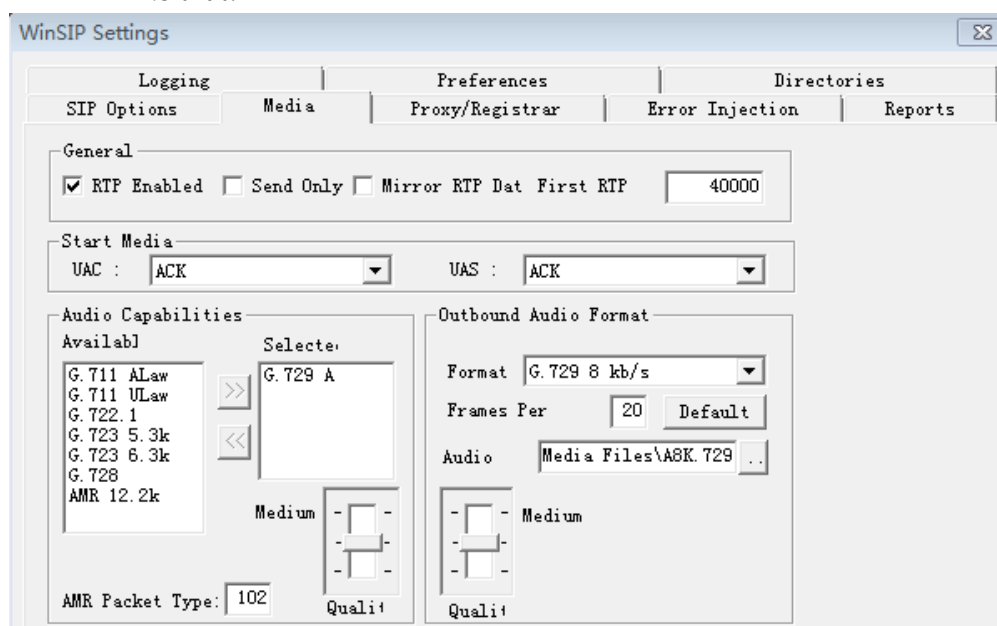 WinSIP Settings
Logging Preferences Directories
SIP Options Media Proxy/Registrar Error Injection Reports
General
RTP Enabled Send Only Mirror RTP Dat First RTP 40000
Start Media
UAC : ACK UAS : ACK
Audio Capabilities
Availabl
Selecte
G.711 ALaw
G.711 ULaw
G.722.1
G.723 5.3k
G.723 6.3k
G.728
AMR 12.2k
>>
<<
G.729 A
Medium
Qualit
AMR Packet Type: 102
Outbound Audio Format
Format G.729 8 kb/s
Frames Per 20 Default
Audio Media Files\A8K.729 ..
Medium
Qualit